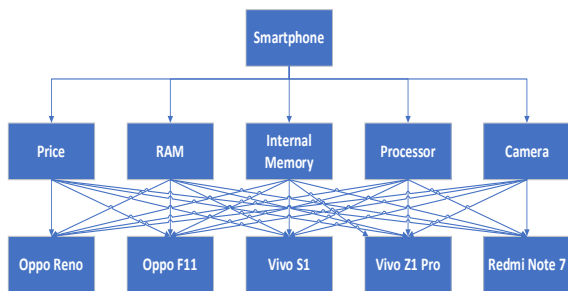 Smartphone
Price
RAM
Internal
Memory
Processor
Camera
Oppo Reno
Oppo F11
Vivo S1
Vivo Z1 Pro
Redmi Note 7